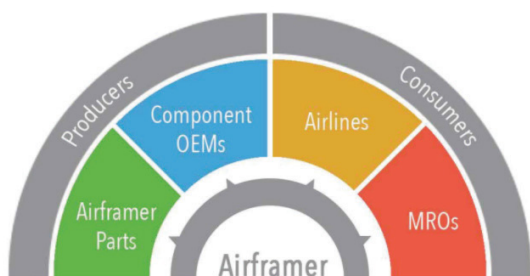 Producers
Consumers
Component
OEMs
Airlines
Airframer
Parts
MROs
Airframer